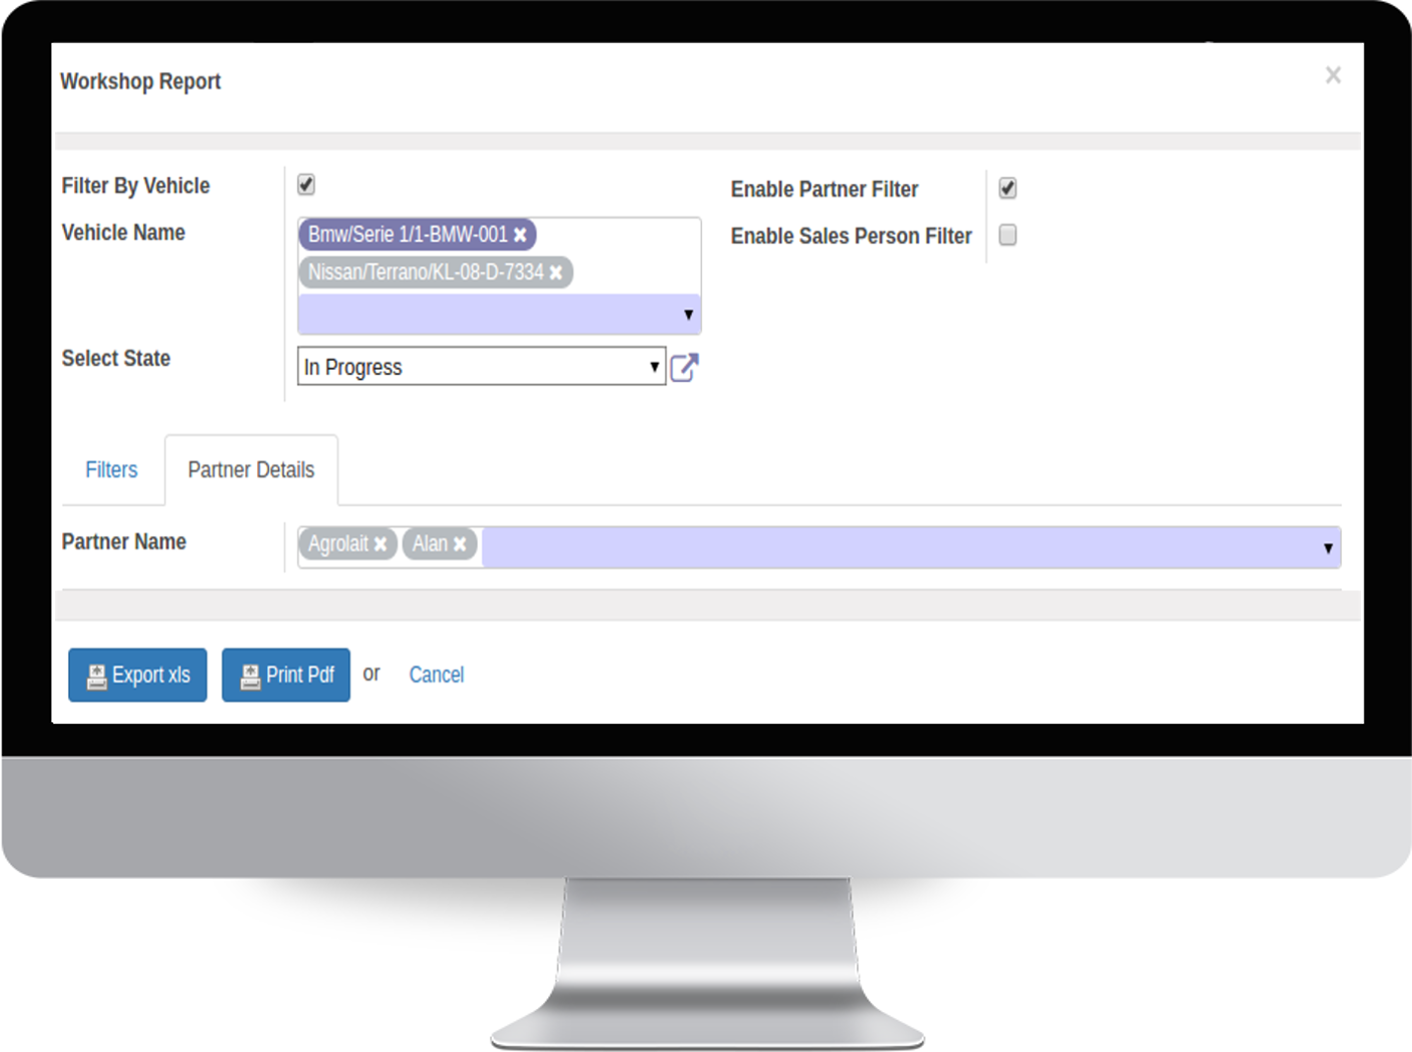 Workshop Report
Filter By Vehicle
Enable Partner Filter
Vehicle Name
Bmw/Serie 1/1-BMW-001
Enable Sales Person Filter
Nissan/Terrano/KL-08-D-7334
Select State
In Progress
Filters
Partner Details
Partner Name
Agrolait
Alan
Export xls
Print Pdf
or
Cancel